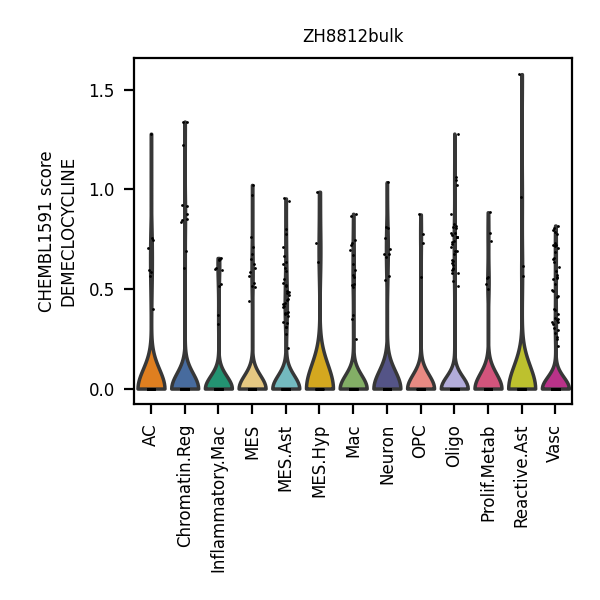 ZH8812bulk
CHEMBL1591 score
DEMECLOCYCLINE
1.5
1.0
0.5
0.0
AC
Chromatin.Reg
Inflammatory.Mac
MES
MES.Ast
MES.Hyp
Mac
Neuron
OPC
Oligo
Prolif.Metab
Reactive.Ast
Vasc